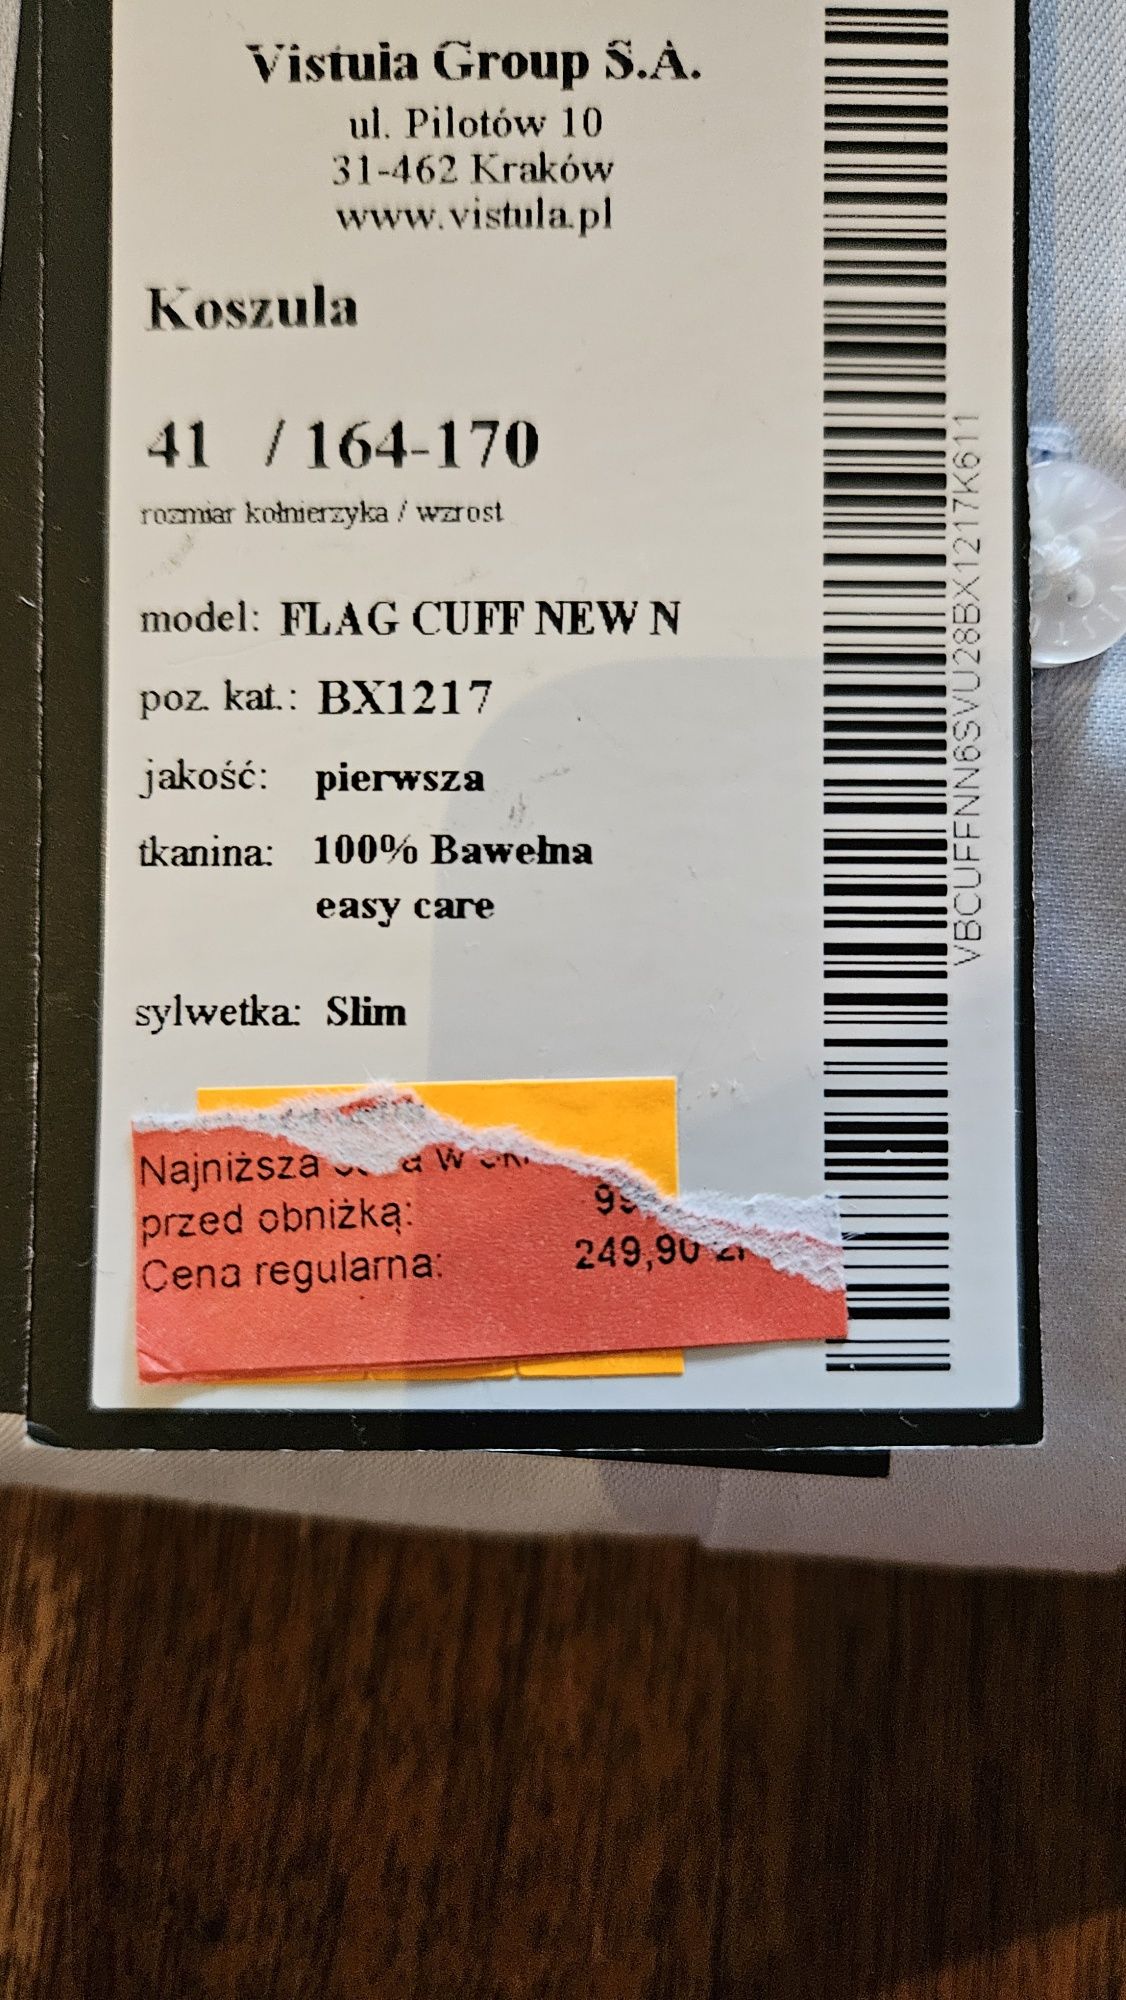 Vistula Group S.A.
ul. Pilotów 10
31-462 Kraków
www.vistula.pl
Koszula
41 / 164-170
rozmiar kołnierzyka / wzrost
model: FLAG CUFF NEW N
poz. kat.: BX1217
jakość: pierwsza
tkanina: 100% Bawełna
easy care
sylwetka: Slim
Najniższa w
przed obniżką:
Cena regularna: 249,90 zł
VBCUFFNN6SVU28BX1217K611